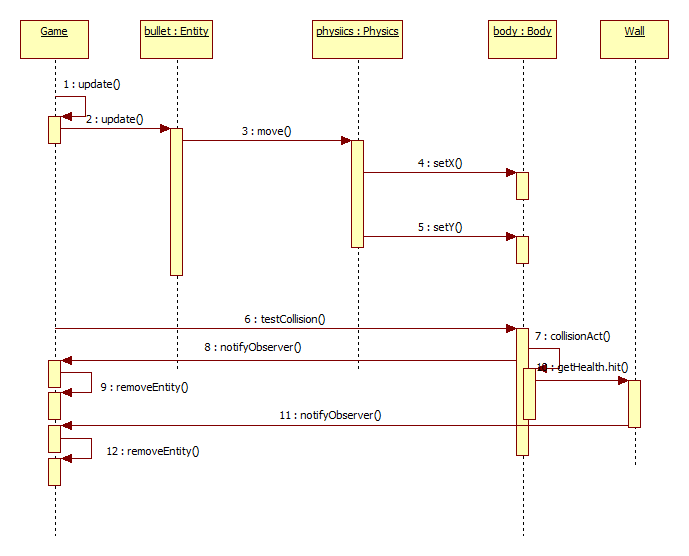 Game
bullet : Entity
physiics : Physics
body : Body
Wall
1 : update()
2 : update()
3 : move()
4 : setX()
5 : setY()
6 : testCollision()
7 : collisionAct()
8 : notifyObserver()
10 : getHealth.hit()
9 : removeEntity()
11 : notifyObserver()
12 : removeEntity()